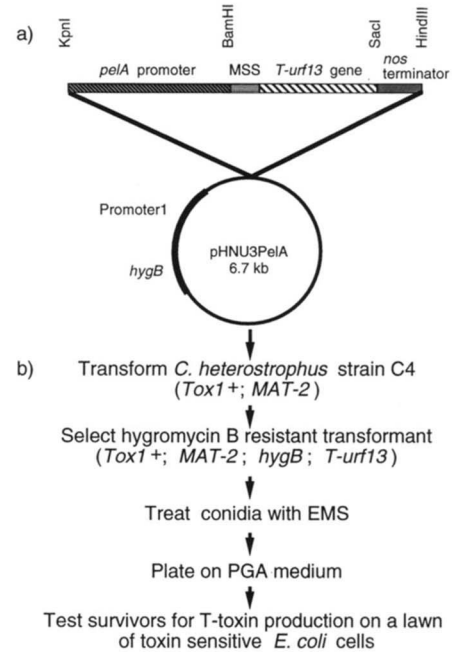 a)
KpnI
BamHI
SacI
HindIII
pelA promoter
MSS
T-urf13 gene
nos
terminator
Promoter1
hygB
pHNU3PelA
6.7 kb
b)
Transform C. heterostrophus strain C4
(Tox1+; MAT-2)
Select hygromycin B resistant transformant
(Tox1+; MAT-2; hygB; T-urf13)
Treat conidia with EMS
Plate on PGA medium
Test survivors for T-toxin production on a lawn
of toxin sensitive E. coli cells